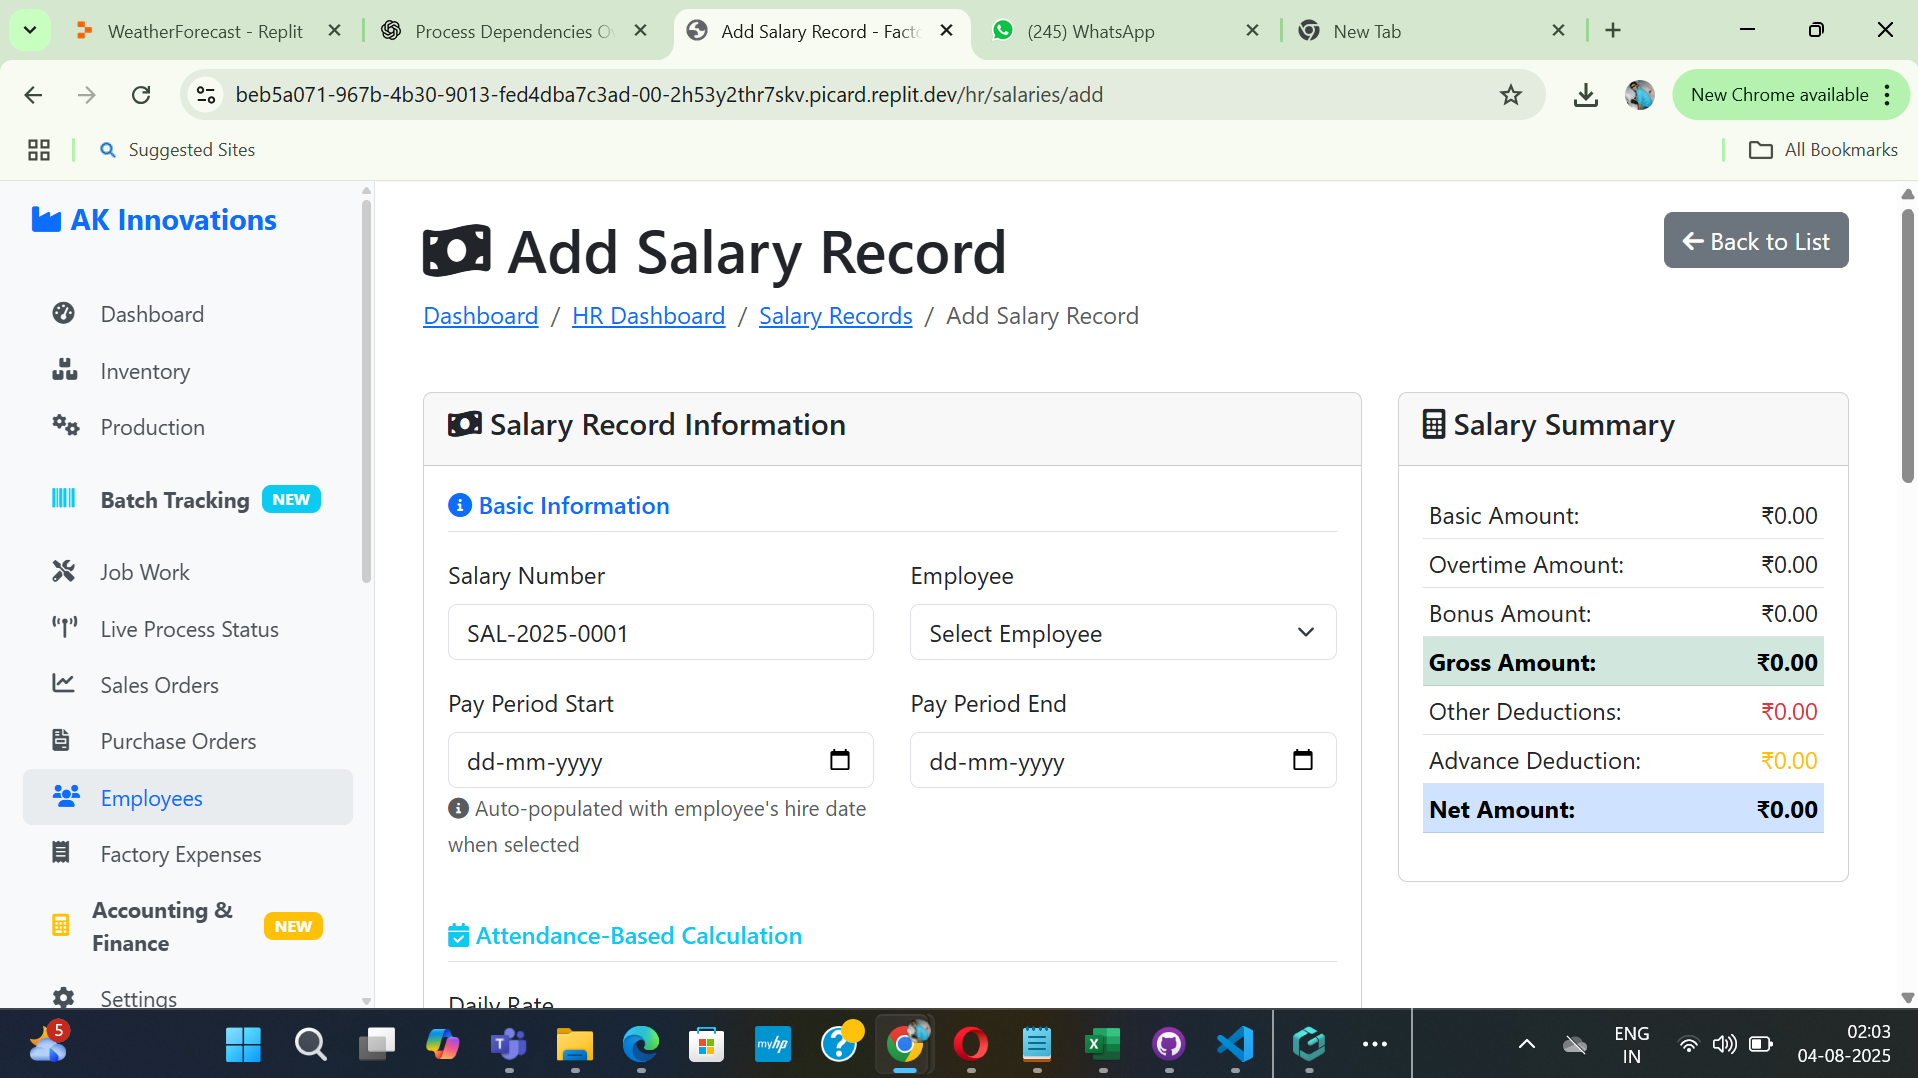 WeatherForecast - Replit
Process Dependencies Ov
Add Salary Record - Facto
(245) WhatsApp
New Tab
beb5a071-967b-4b30-9013-fed4dba7c3ad-00-2h53y2thr7skv.picard.replit.dev/hr/salaries/add
New Chrome available
Suggested Sites
All Bookmarks
AK Innovations
Dashboard
Inventory
Production
Batch Tracking NEW
Job Work
Live Process Status
Sales Orders
Purchase Orders
Employees
Factory Expenses
Accounting &
Finance
NEW
Settings
Add Salary Record
Back to List
Dashboard / HR Dashboard / Salary Records / Add Salary Record
Salary Record Information
Basic Information
Salary Number
SAL-2025-0001
Employee
Select Employee
Pay Period Start
dd-mm-yyyy
Auto-populated with employee's hire date
when selected
Pay Period End
dd-mm-yyyy
Attendance-Based Calculation
Daily Rate
Salary Summary
Basic Amount: ₹0.00
Overtime Amount: ₹0.00
Bonus Amount: ₹0.00
Gross Amount: ₹0.00
Other Deductions: ₹0.00
Advance Deduction: ₹0.00
Net Amount: ₹0.00
5
myhp
ENG
IN
02:03
04-08-2025